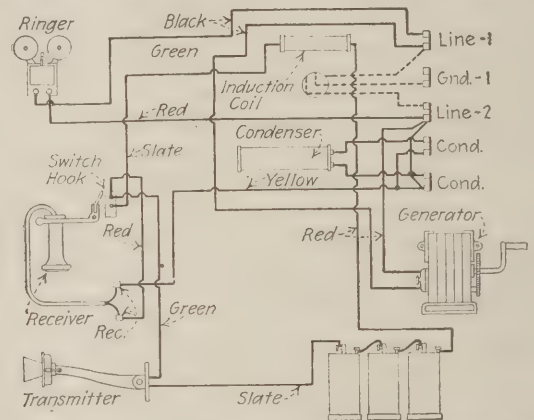 Ringer
Black
Green
Line-1
Induction
Coil
Gnd.-1
Red
Line-2
Condenser
Slate
Cond.
Switch
Hook
Yellow
Cond.
Generator
Red
Red
Receiver
Rec.
Green
Transmitter
Slate